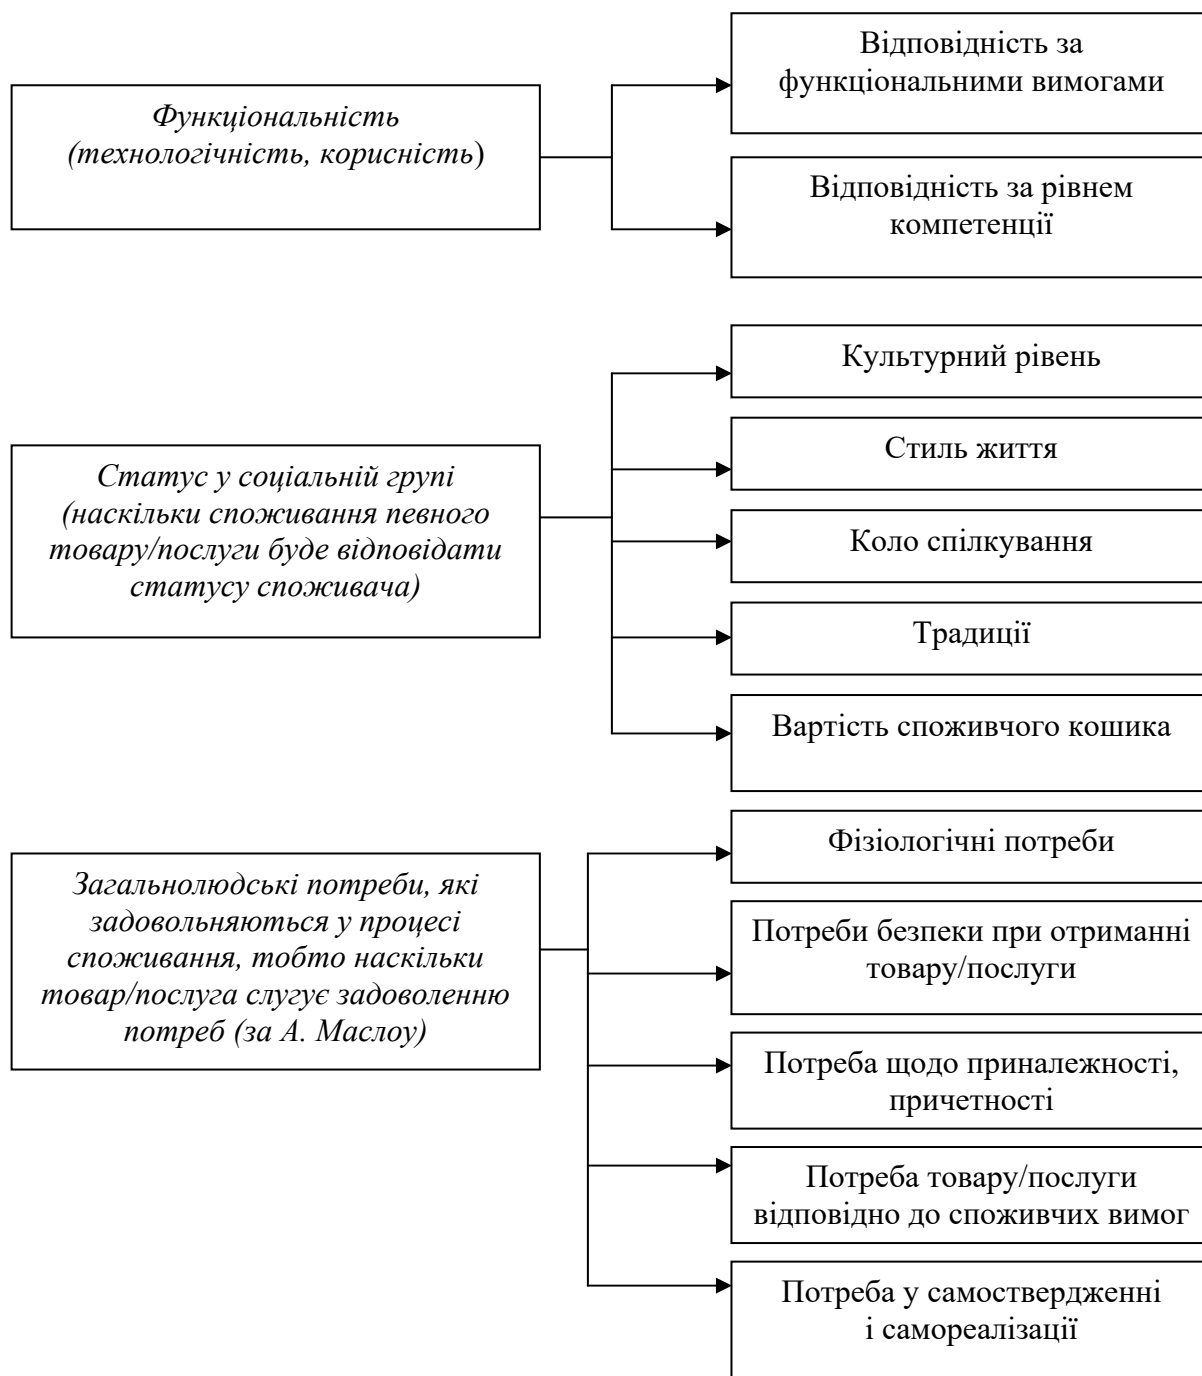 Відповідність за
функціональними вимогами
Функціональність
(технологічність, корисність)
Відповідність за рівнем
компетенції
Культурний рівень
Стиль життя
Статус у соціальній групі
(наскільки споживання певного
товару/послуги буде відповідати
статусу споживача)
Коло спілкування
Традиції
Вартість споживчого кошика
Фізіологічні потреби
Загальнолюдські потреби, які
задовольняються у процесі
споживання, тобто наскільки
товар/послуга слугує задоволенню
потреб (за А. Маслоу)
Потреби безпеки при отриманні
товару/послуги
Потреба щодо приналежності,
причетності
Потреба товару/послуги
відповідно до споживчих вимог
Потреба у самоствердженні
і самореалізації